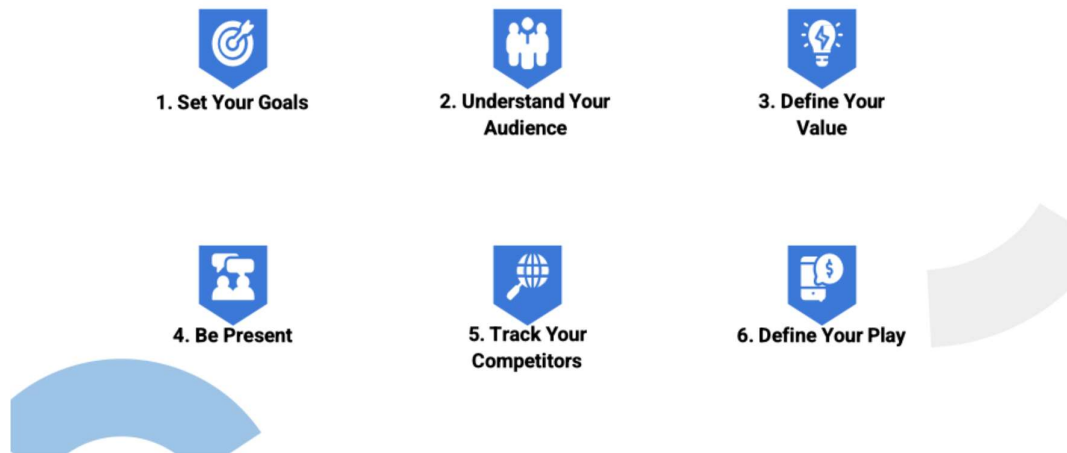 1. Set Your Goals
2. Understand Your
Audience
3. Define Your
Value
4. Be Present
5. Track Your
Competitors
6. Define Your Play